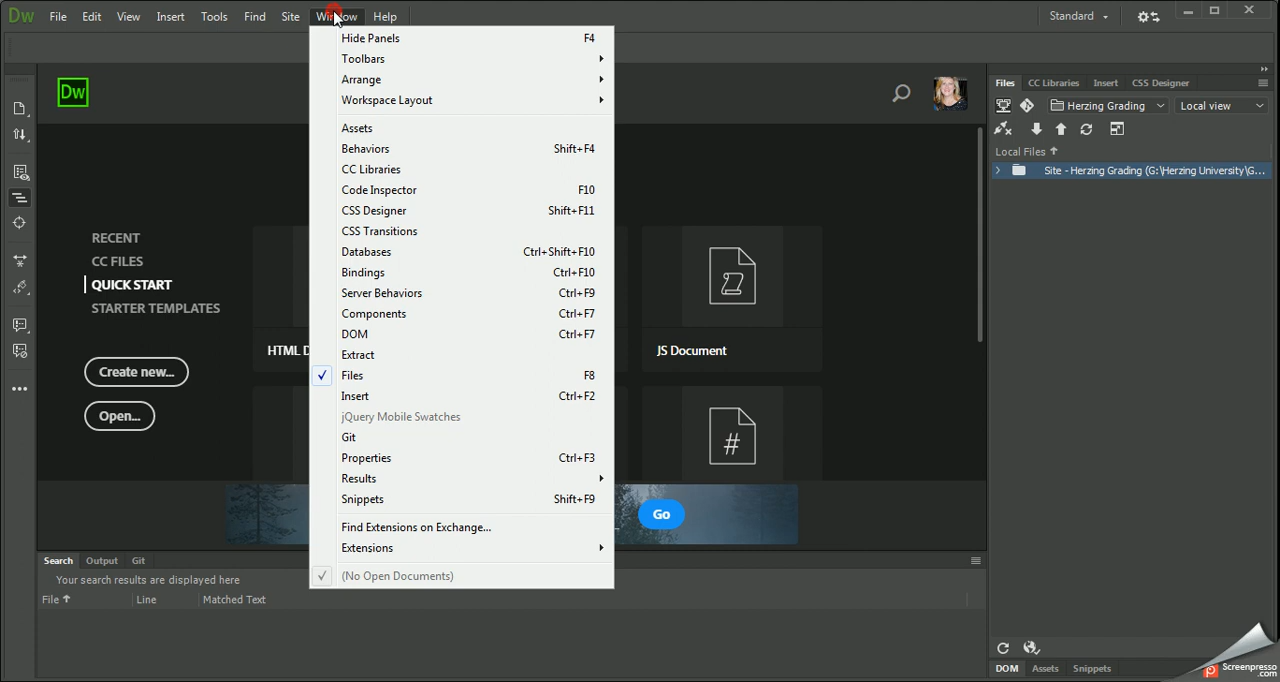 Dw File Edit View Insert Tools Find Site Window Help Standard
Hide Panels F4
Toolbars
Arrange
Workspace Layout
Assets
Behaviors Shift+F4
CC Libraries
Code Inspector F10
CSS Designer Shift+F11
CSS Transitions
Databases Ctrl+Shift+F10
Bindings Ctrl+F10
Server Behaviors Ctrl+F9
Components Ctrl+F7
DOM Ctrl+F7
Extract
Files F8
Insert Ctrl+F2
jQuery Mobile Swatches
Git
Properties Ctrl+F3
Results
Snippets Shift+F9
Find Extensions on Exchange...
Extensions
(No Open Documents)
Dw
RECENT
CC FILES
QUICK START
STARTER TEMPLATES
Create new...
Open...
HTML D
JS Document
#
Go
Files CC Libraries Insert CSS Designer
Herzing Grading Local view
Local Files
Site - Herzing Grading (G:\Herzing University\G...
Search Output Git
Your search results are displayed here
File Line Matched Text
DOM Assets Snippets
Screenpresso
.com